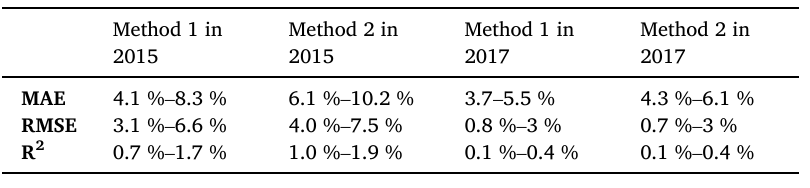 Method 1 in 2015 Method 2 in 2015 Method 1 in 2017 Method 2 in 2017
MAE 4.1 %–8.3 % 6.1 %–10.2 % 3.7–5.5 % 4.3 %–6.1 %
RMSE 3.1 %–6.6 % 4.0 %–7.5 % 0.8 %–3 % 0.7 %–3 %
R² 0.7 %–1.7 % 1.0 %–1.9 % 0.1 %–0.4 % 0.1 %–0.4 %